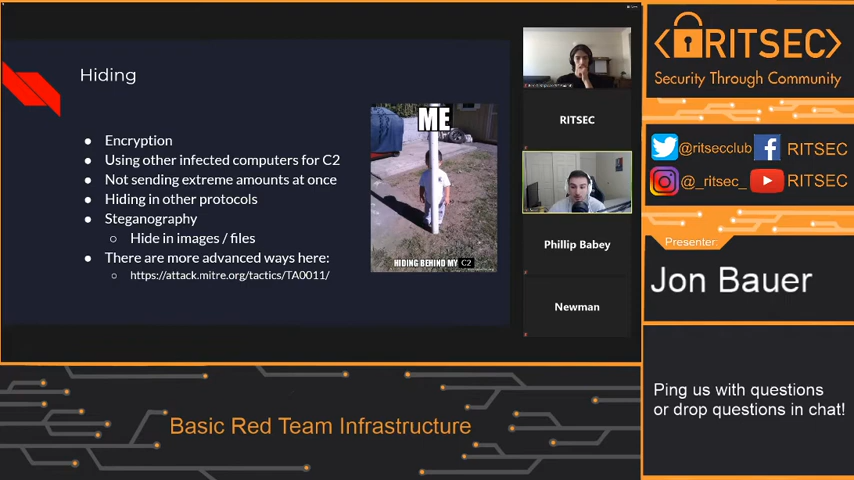 Hiding
Encryption
Using other infected computers for C2
Not sending extreme amounts at once
Hiding in other protocols
Steganography
Hide in images / files
There are more advanced ways here:
https://attack.mitre.org/tactics/TA0011/
ME
HIDING BEHIND MY C2
RITSEC
Phillip Babey
Newman
<RITSEC>
Security Through Community
@ritsecclub
RITSEC
@_ritsec_
RITSEC
Presenter:
Jon Bauer
Ping us with questions
or drop questions in chat!
Basic Red Team Infrastructure